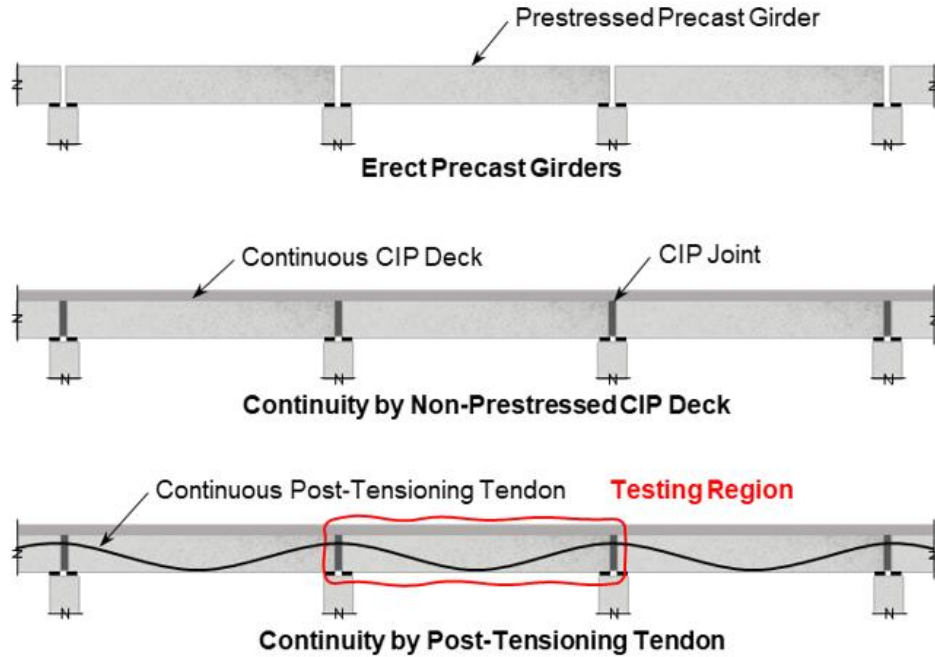 Prestressed Precast Girder
Erect Precast Girders
Continuous CIP Deck
CIP Joint
Continuity by Non-Prestressed CIP Deck
Continuous Post-Tensioning Tendon
Testing Region
Continuity by Post-Tensioning Tendon